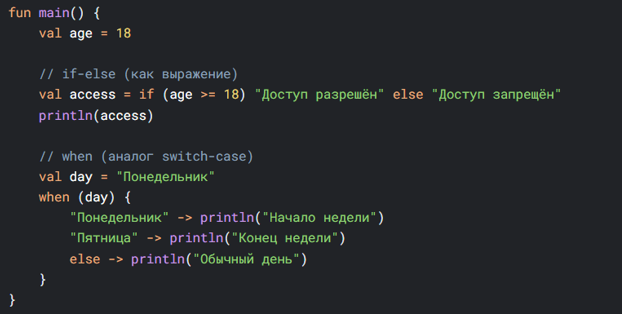 fun main() {
    val age = 18

    // if-else (как выражение)
    val access = if (age >= 18) "Доступ разрешён" else "Доступ запрещён"
    println(access)

    // when (аналог switch-case)
    val day = "Понедельник"
    when (day) {
        "Понедельник" -> println("Начало недели")
        "Пятница" -> println("Конец недели")
        else -> println("Обычный день")
    }
}